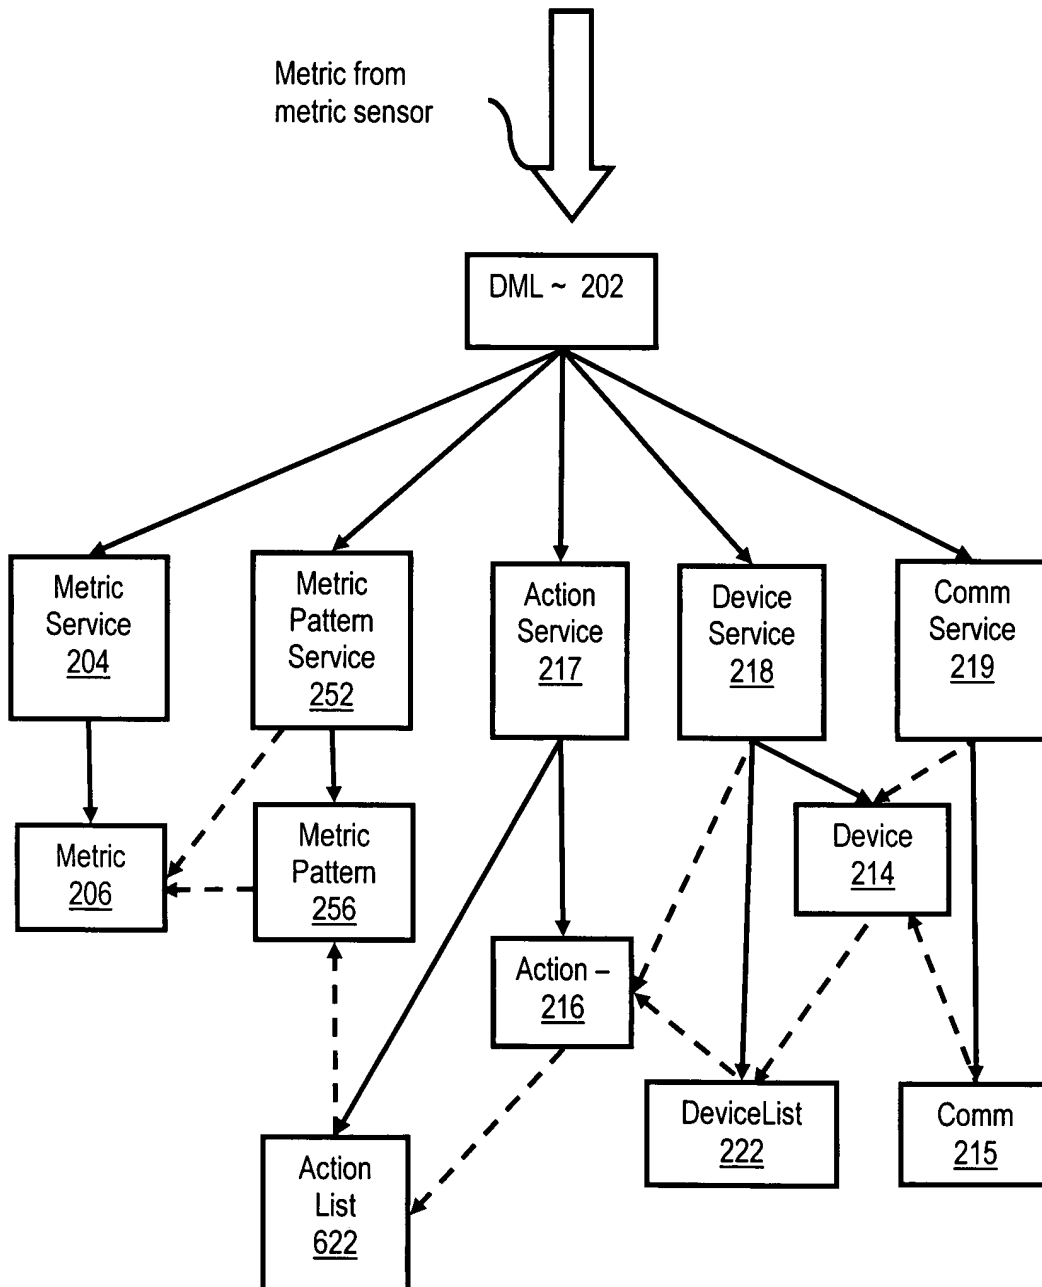 Metric from
metric sensor
DML ~ 202
Metric
Service
204
Metric
Pattern
Service
252
Action
Service
217
Device
Service
218
Comm
Service
219
Metric
206
Metric
Pattern
256
Device
214
Action –
216
DeviceList
222
Comm
215
Action
List
622